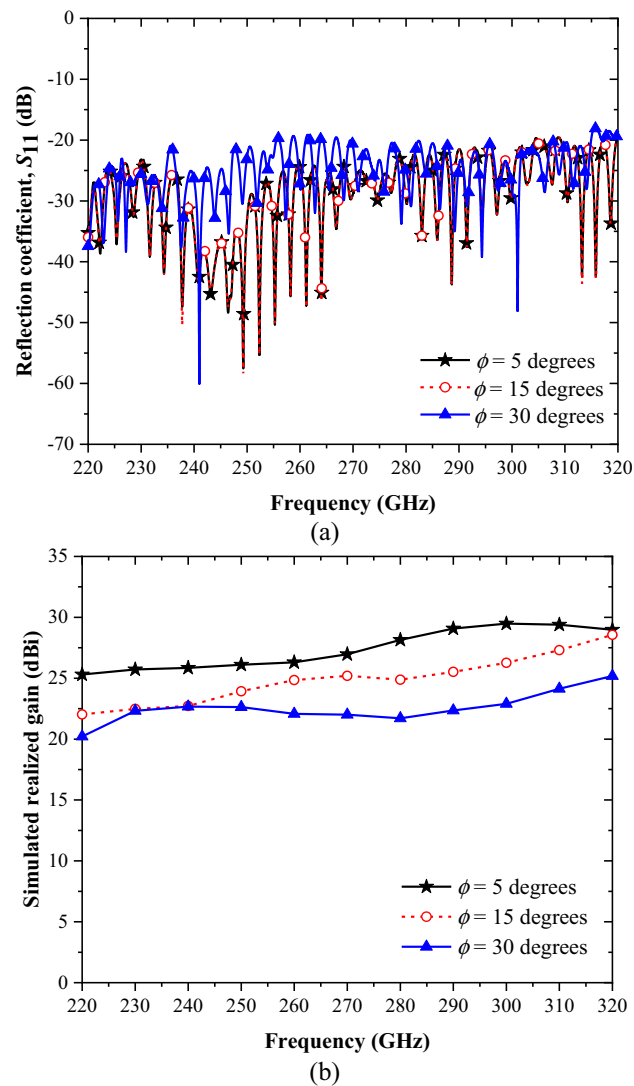 0
-10
-20
-30
-40
-50
-60
-70
Reflection coefficient, S11 (dB)
ϕ = 5 degrees
ϕ = 15 degrees
ϕ = 30 degrees
220 230 240 250 260 270 280 290 300 310 320
Frequency (GHz)
(a)
35
30
25
20
15
10
5
0
Simulated realized gain (dBi)
ϕ = 5 degrees
ϕ = 15 degrees
ϕ = 30 degrees
220 230 240 250 260 270 280 290 300 310 320
Frequency (GHz)
(b)